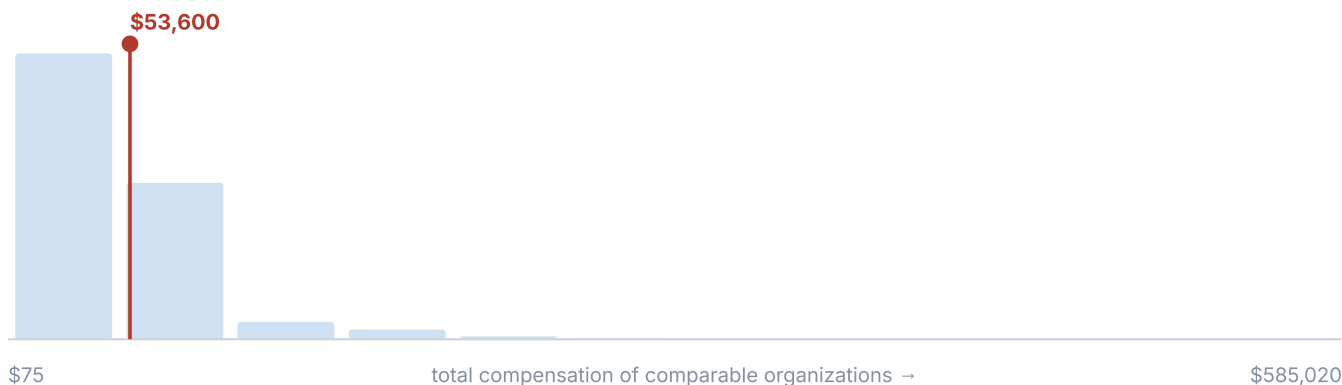 $53,600
$75
total compensation of comparable organizations →
$585,020